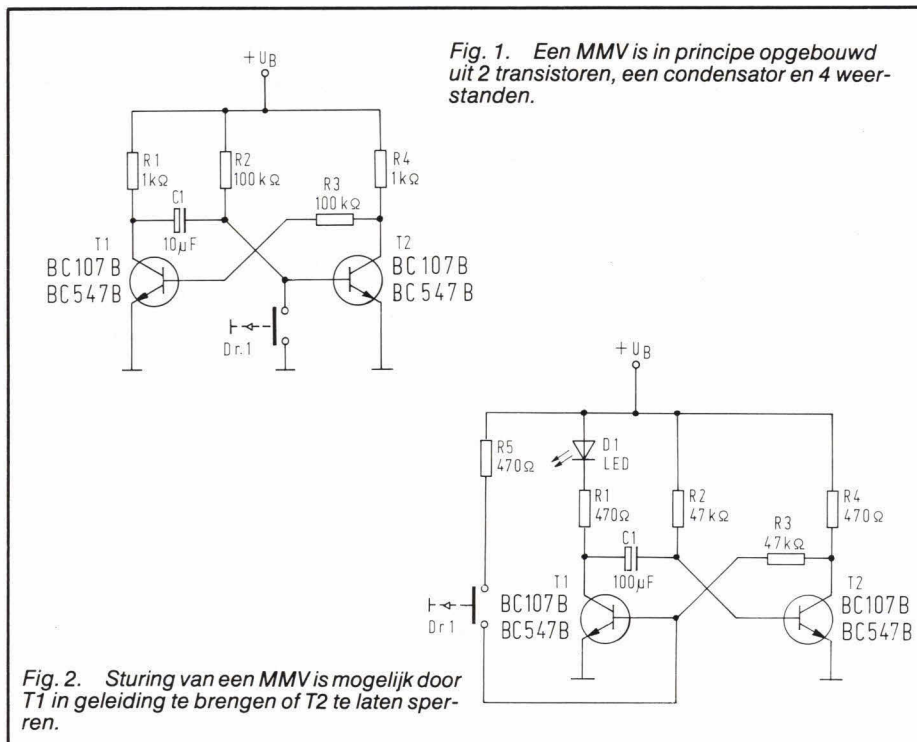 Fig. 1. Een MMV is in principe opgebouwd
uit 2 transistoren, een condensator en 4 weer-
standen.
+UB
R1
1kΩ
R2
100kΩ
R4
1kΩ
C1
10µF
R3
100kΩ
T1
BC107B
BC547B
T2
BC107B
BC547B
Dr.1
+UB
R5
470Ω
D1
LED
R1
470Ω
R2
47kΩ
R4
470Ω
R3
47kΩ
C1
100µF
T1
BC107B
BC547B
T2
BC107B
BC547B
Dr1
Fig. 2. Sturing van een MMV is mogelijk door
T1 in geleiding te brengen of T2 te laten sper-
ren.